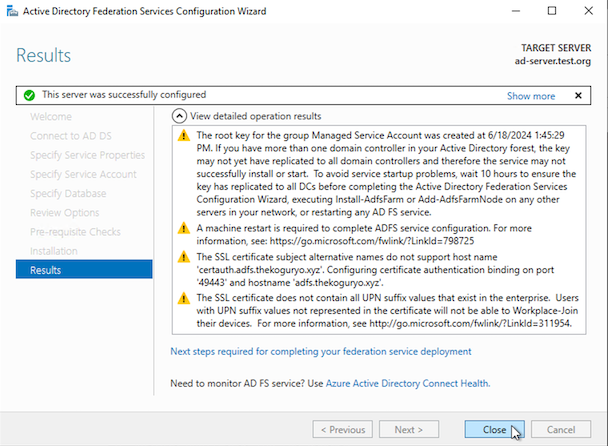 Active Directory Federation Services Configuration Wizard
Results
TARGET SERVER
ad-server.test.org
This server was successfully configured
Show more
Welcome
Connect to AD DS
Specify Service Properties
Specify Service Account
Specify Database
Review Options
Pre-requisite Checks
Installation
Results
View detailed operation results
The root key for the group Managed Service Account was created at 6/18/2024 1:45:29
PM. If you have more than one domain controller in your Active Directory forest, the key
may not yet have replicated to all domain controllers and therefore the service may not
successfully install or start. To avoid service startup problems, wait 10 hours to ensure the
key has replicated to all DCs before completing the Active Directory Federation Services
Configuration Wizard, executing Install-AdfsFarm or Add-AdfsFarmNode on any other
servers in your network, or restarting any AD FS service.
A machine restart is required to complete ADFS service configuration. For more
information, see: https://go.microsoft.com/fwlink/?LinkId=798725
The SSL certificate subject alternative names do not support host name
'certauth.adfs.thekoguryo.xyz'. Configuring certificate authentication binding on port
'49443' and hostname 'adfs.thekoguryo.xyz'.
The SSL certificate does not contain all UPN suffix values that exist in the enterprise. Users
with UPN suffix values not represented in the certificate will not be able to Workplace-Join
their devices. For more information, see http://go.microsoft.com/fwlink/?LinkId=311954.
Next steps required for completing your federation service deployment
Need to monitor AD FS service? Use Azure Active Directory Connect Health.
< Previous
Next >
Close
Cancel